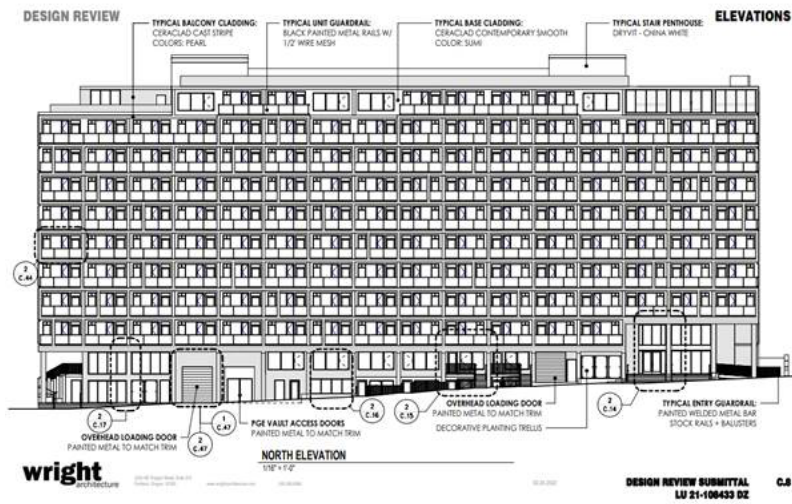 DESIGN REVIEW
ELEVATIONS
TYPICAL BALCONY CLADDING:
CERACLAD CAST STRIPE
COLORS: PEARL
TYPICAL UNIT GUARDRAIL:
BLACK PAINTED METAL RAILS W/
1/2' WIRE MESH
TYPICAL BASE CLADDING:
CERACLAD CONTEMPORARY SMOOTH
COLOR: SUMI
TYPICAL STAIR PENTHOUSE:
DRYVIT - CHINA WHITE
2
C.44
2
C.17
2
C.47
1
C.47
2
C.16
2
C.15
2
C.14
OVERHEAD LOADING DOOR
PAINTED METAL TO MATCH TRIM
PGE VAULT ACCESS DOORS
PAINTED METAL TO MATCH TRIM
OVERHEAD LOADING DOOR
PAINTED METAL TO MATCH TRIM
DECORATIVE PLANTING TRELLIS
TYPICAL ENTRY GUARDRAIL:
PAINTED WELDED METAL BAR
STOCK RAILS + BALUSTERS
NORTH ELEVATION
1/16" = 1'-0"
wright
architecture
DESIGN REVIEW SUBMITTAL
C.8
LU 21-108433 DZ